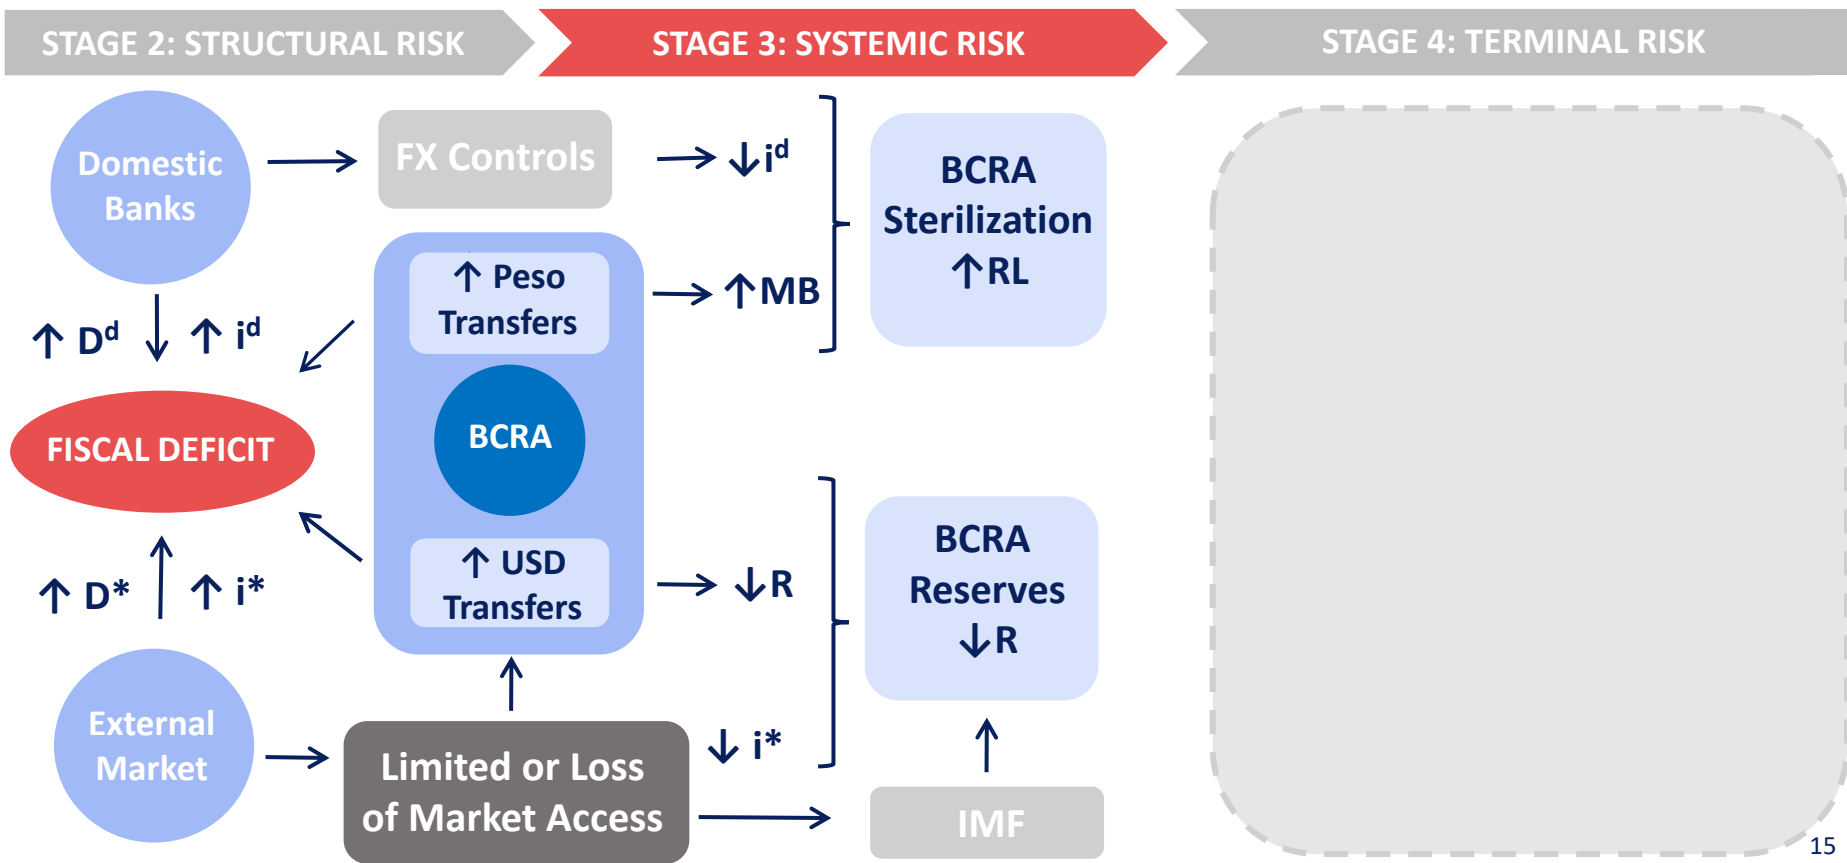 STAGE 2: STRUCTURAL RISK
STAGE 3: SYSTEMIC RISK
STAGE 4: TERMINAL RISK
Domestic
Banks
FX Controls
↓iᵈ
BCRA
Sterilization
↑RL
↑ Peso
Transfers
↑MB
↑ Dᵈ
↑ iᵈ
FISCAL DEFICIT
BCRA
↑ USD
Transfers
↓R
BCRA
Reserves
↓R
↑ D*
↑ i*
External
Market
Limited or Loss
of Market Access
↓ i*
IMF
15